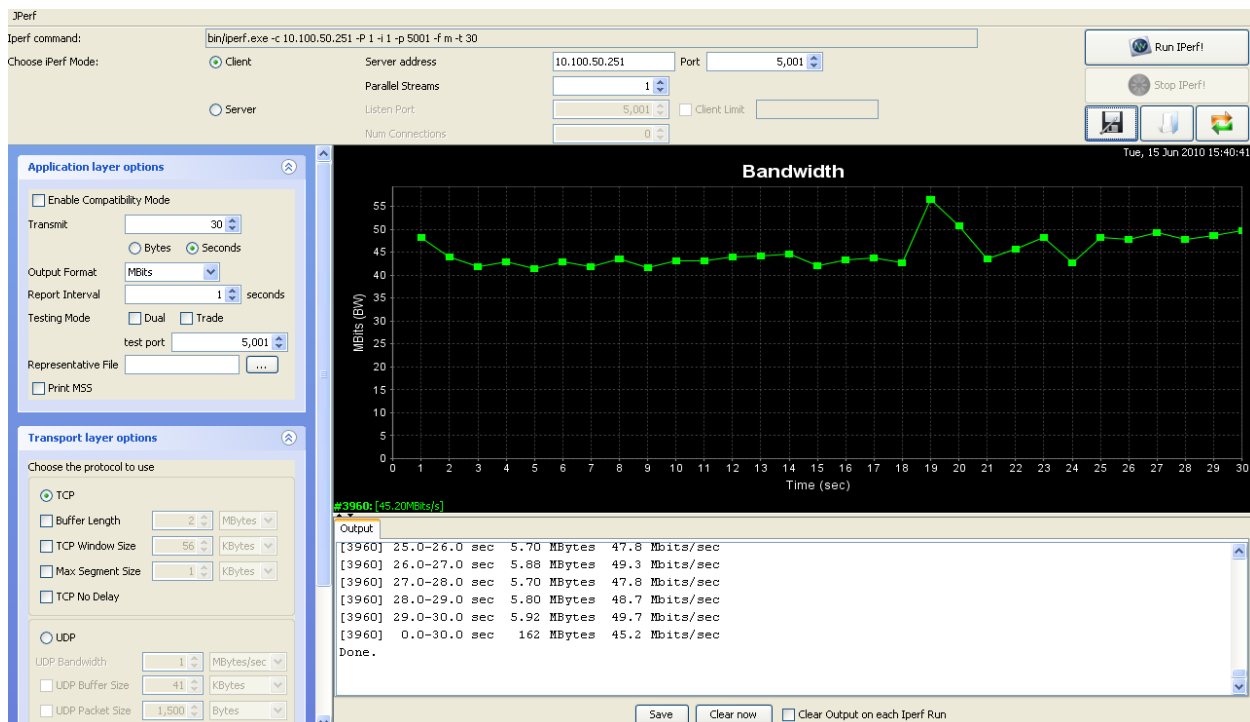 JPerf
Iperf command: bin/iperf.exe -c 10.100.50.251 -P 1 -i 1 -p 5001 -f m -t 30
Choose iPerf Mode: Client Server address 10.100.50.251 Port 5,001
Parallel Streams 1
Server Listen Port 5,001 Client Limit
Num Connections 0
Run IPerf!
Stop IPerf!
Application layer options
Enable Compatibility Mode
Transmit 30
Bytes Seconds
Output Format MBits
Report Interval 1 seconds
Testing Mode Dual Trade
test port 5,001
Representative File ...
Print MSS
Transport layer options
Choose the protocol to use
TCP
Buffer Length 2 MBytes
TCP Window Size 56 KBytes
Max Segment Size 1 KBytes
TCP No Delay
UDP
UDP Bandwidth 1 MBytes/sec
UDP Buffer Size 41 KBytes
UDP Packet Size 1,500 Bytes
Tue, 15 Jun 2010 15:40:41
Bandwidth
MBits (BW)
55
50
45
40
35
30
25
20
15
10
5
0
0 1 2 3 4 5 6 7 8 9 10 11 12 13 14 15 16 17 18 19 20 21 22 23 24 25 26 27 28 29 30
Time (sec)
#3960: [45.20MBits/s]
Output
[3960] 25.0-26.0 sec 5.70 MBytes 47.8 Mbits/sec
[3960] 26.0-27.0 sec 5.88 MBytes 49.3 Mbits/sec
[3960] 27.0-28.0 sec 5.70 MBytes 47.8 Mbits/sec
[3960] 28.0-29.0 sec 5.80 MBytes 48.7 Mbits/sec
[3960] 29.0-30.0 sec 5.92 MBytes 49.7 Mbits/sec
[3960] 0.0-30.0 sec 162 MBytes 45.2 Mbits/sec
Done.
Save Clear now Clear Output on each Iperf Run